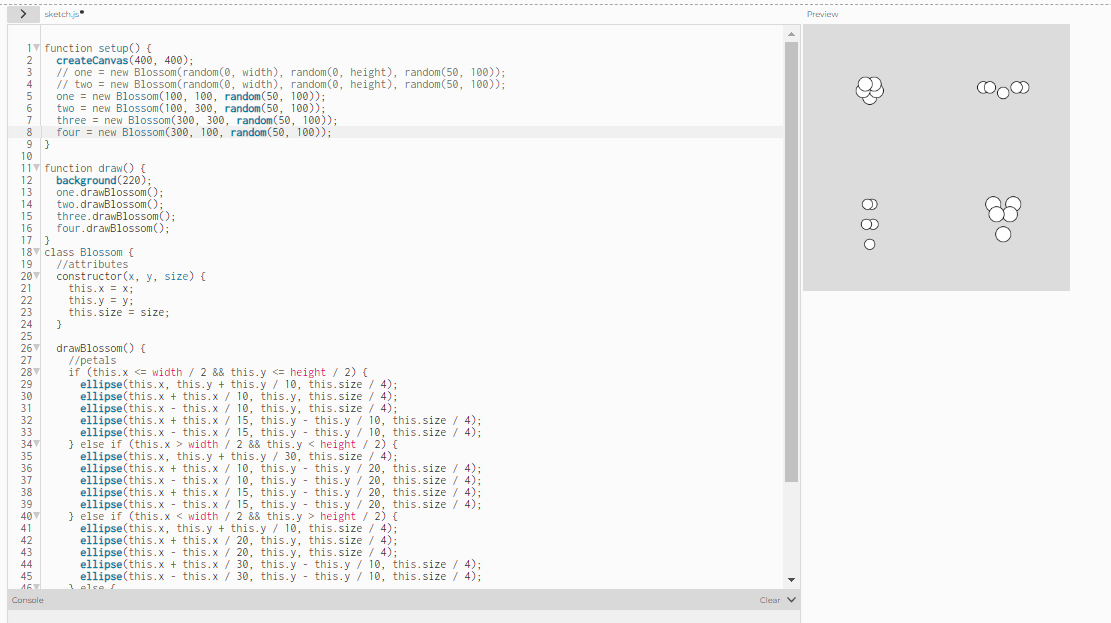 sketch.js
Preview
1 function setup() {
2 createCanvas(400, 400);
3 // one = new Blossom(random(0, width), random(0, height), random(50, 100));
4 // two = new Blossom(random(0, width), random(0, height), random(50, 100));
5 one = new Blossom(100, 100, random(50, 100));
6 two = new Blossom(100, 300, random(50, 100));
7 three = new Blossom(300, 300, random(50, 100));
8 four = new Blossom(300, 100, random(50, 100));
9 }
10
11 function draw() {
12 background(220);
13 one.drawBlossom();
14 two.drawBlossom();
15 three.drawBlossom();
16 four.drawBlossom();
17 }
18 class Blossom {
19 //attributes
20 constructor(x, y, size) {
21 this.x = x;
22 this.y = y;
23 this.size = size;
24 }
25
26 drawBlossom() {
27 //petals
28 if (this.x <= width / 2 && this.y <= height / 2) {
29 ellipse(this.x, this.y + this.y / 10, this.size / 4);
30 ellipse(this.x + this.x / 10, this.y, this.size / 4);
31 ellipse(this.x - this.x / 10, this.y, this.size / 4);
32 ellipse(this.x + this.x / 15, this.y - this.y / 10, this.size / 4);
33 ellipse(this.x - this.x / 15, this.y - this.y / 10, this.size / 4);
34 } else if (this.x > width / 2 && this.y < height / 2) {
35 ellipse(this.x, this.y + this.y / 30, this.size / 4);
36 ellipse(this.x + this.x / 10, this.y - this.y / 20, this.size / 4);
37 ellipse(this.x - this.x / 10, this.y - this.y / 20, this.size / 4);
38 ellipse(this.x + this.x / 15, this.y - this.y / 20, this.size / 4);
39 ellipse(this.x - this.x / 15, this.y - this.y / 20, this.size / 4);
40 } else if (this.x < width / 2 && this.y > height / 2) {
41 ellipse(this.x, this.y + this.y / 10, this.size / 4);
42 ellipse(this.x + this.x / 20, this.y, this.size / 4);
43 ellipse(this.x - this.x / 20, this.y, this.size / 4);
44 ellipse(this.x + this.x / 30, this.y - this.y / 10, this.size / 4);
45 ellipse(this.x - this.x / 30, this.y - this.y / 10, this.size / 4);
46 } else {
Console
Clear